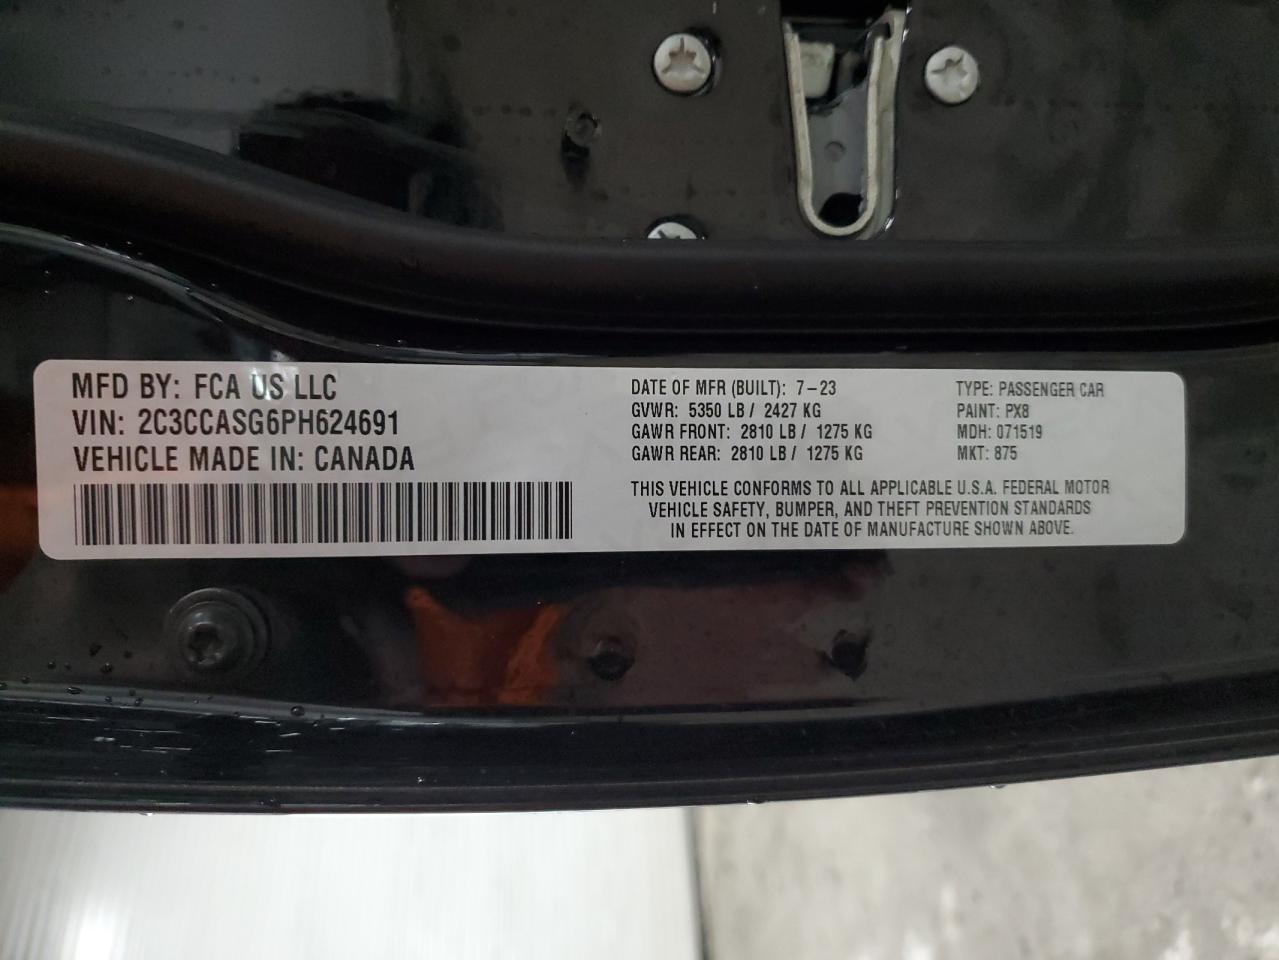 MFD BY: FCA US LLC
VIN: 2C3CCASG6PH624691
VEHICLE MADE IN: CANADA
DATE OF MFR (BUILT): 7-23
GVWR: 5350 LB / 2427 KG
GAWR FRONT: 2810 LB / 1275 KG
GAWR REAR: 2810 LB / 1275 KG
TYPE: PASSENGER CAR
PAINT: PX8
MDH: 071519
MKT: 875
THIS VEHICLE CONFORMS TO ALL APPLICABLE U.S.A. FEDERAL MOTOR
VEHICLE SAFETY, BUMPER, AND THEFT PREVENTION STANDARDS
IN EFFECT ON THE DATE OF MANUFACTURE SHOWN ABOVE.